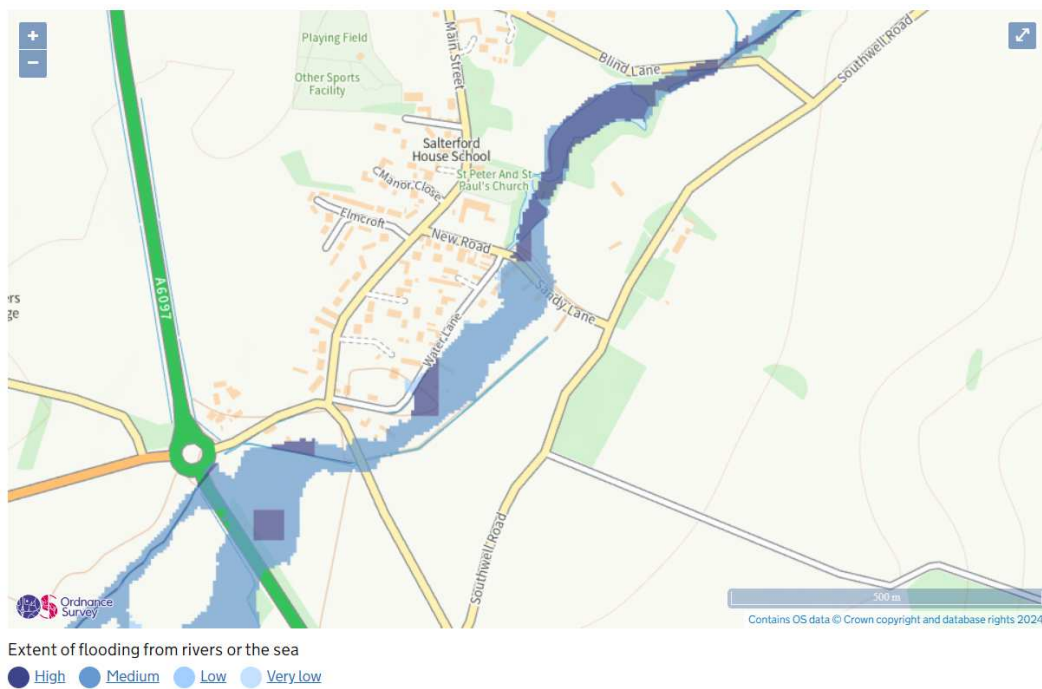 +
−
Playing Field
Other Sports
Facility
Main Street
Blind Lane
Southwell Road
Salterford
House School
St Peter And St
Paul's Church
Manor Close
Elmcroft
New Road
Sandy Lane
Water Lane
A6097
Southwell Road
Ordnance
Survey
500 m
Contains OS data © Crown copyright and database rights 2024
Extent of flooding from rivers or the sea
High
Medium
Low
Very low